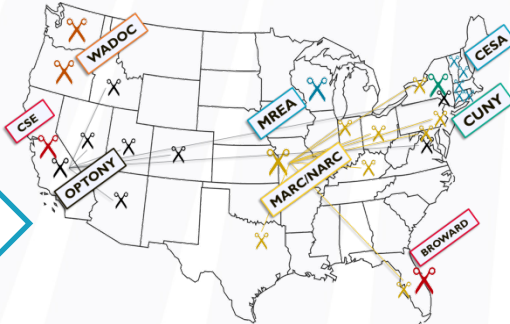 WADOC
CESA
CSE
MREA
CUNY
OPTONY
MARC/NARC
BROWARD